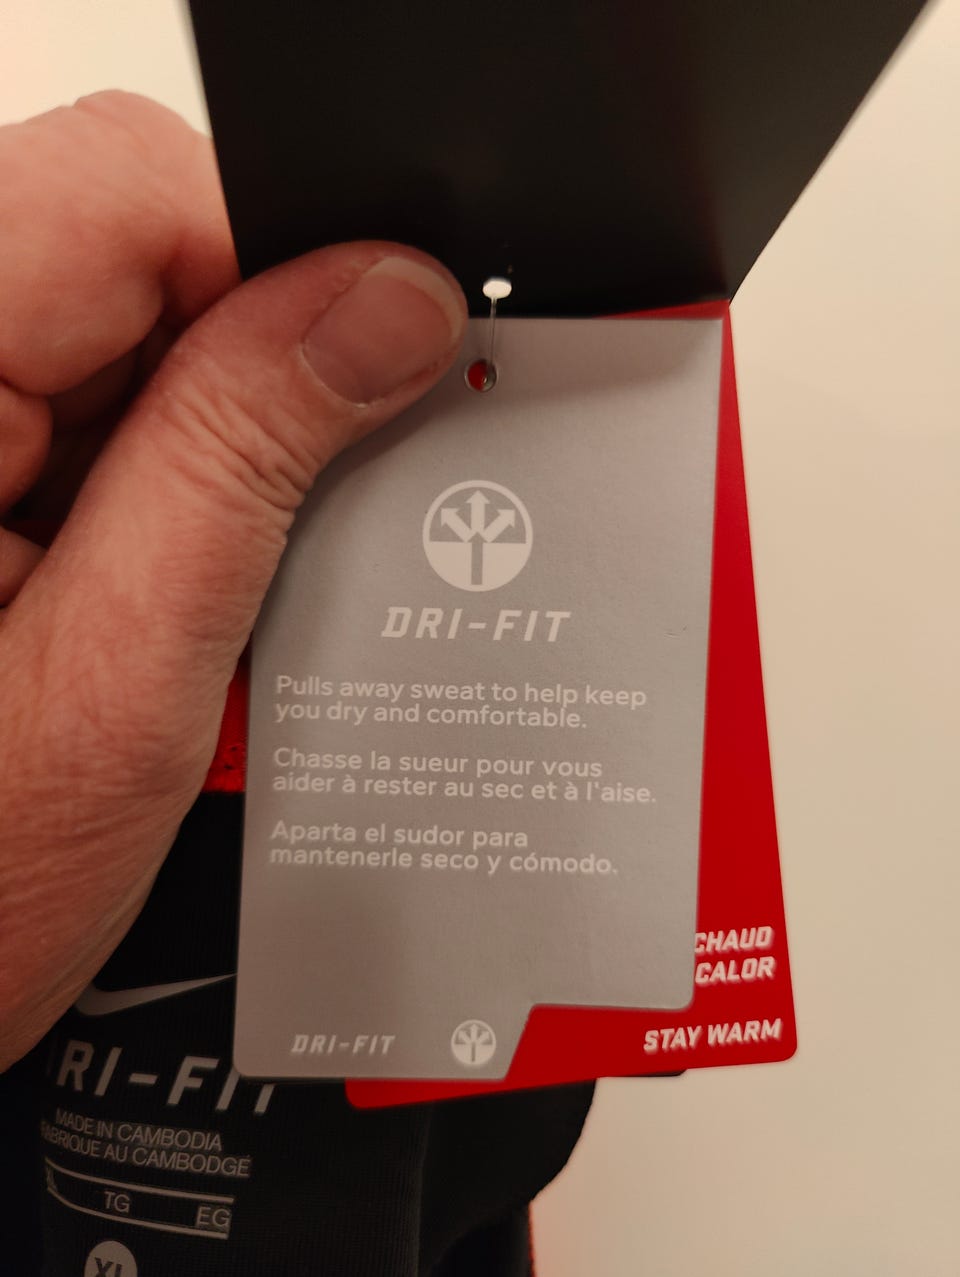 DRI-FIT
Pulls away sweat to help keep
you dry and comfortable.
Chasse la sueur pour vous
aider à rester au sec et à l'aise.
Aparta el sudor para
mantenerle seco y cómodo.
DRI-FIT
CHAUD
CALOR
STAY WARM
DRI-FIT
MADE IN CAMBODIA
FABRIQUE AU CAMBODGE
TG EG
XL